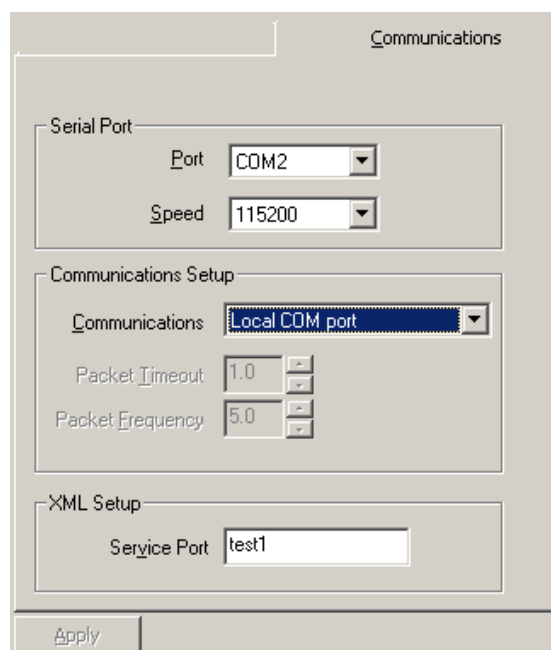 Communications
Serial Port
Port COM2
Speed 115200
Communications Setup
Communications Local COM port
Packet Timeout 1.0
Packet Frequency 5.0
XML Setup
Service Port test1
Apply